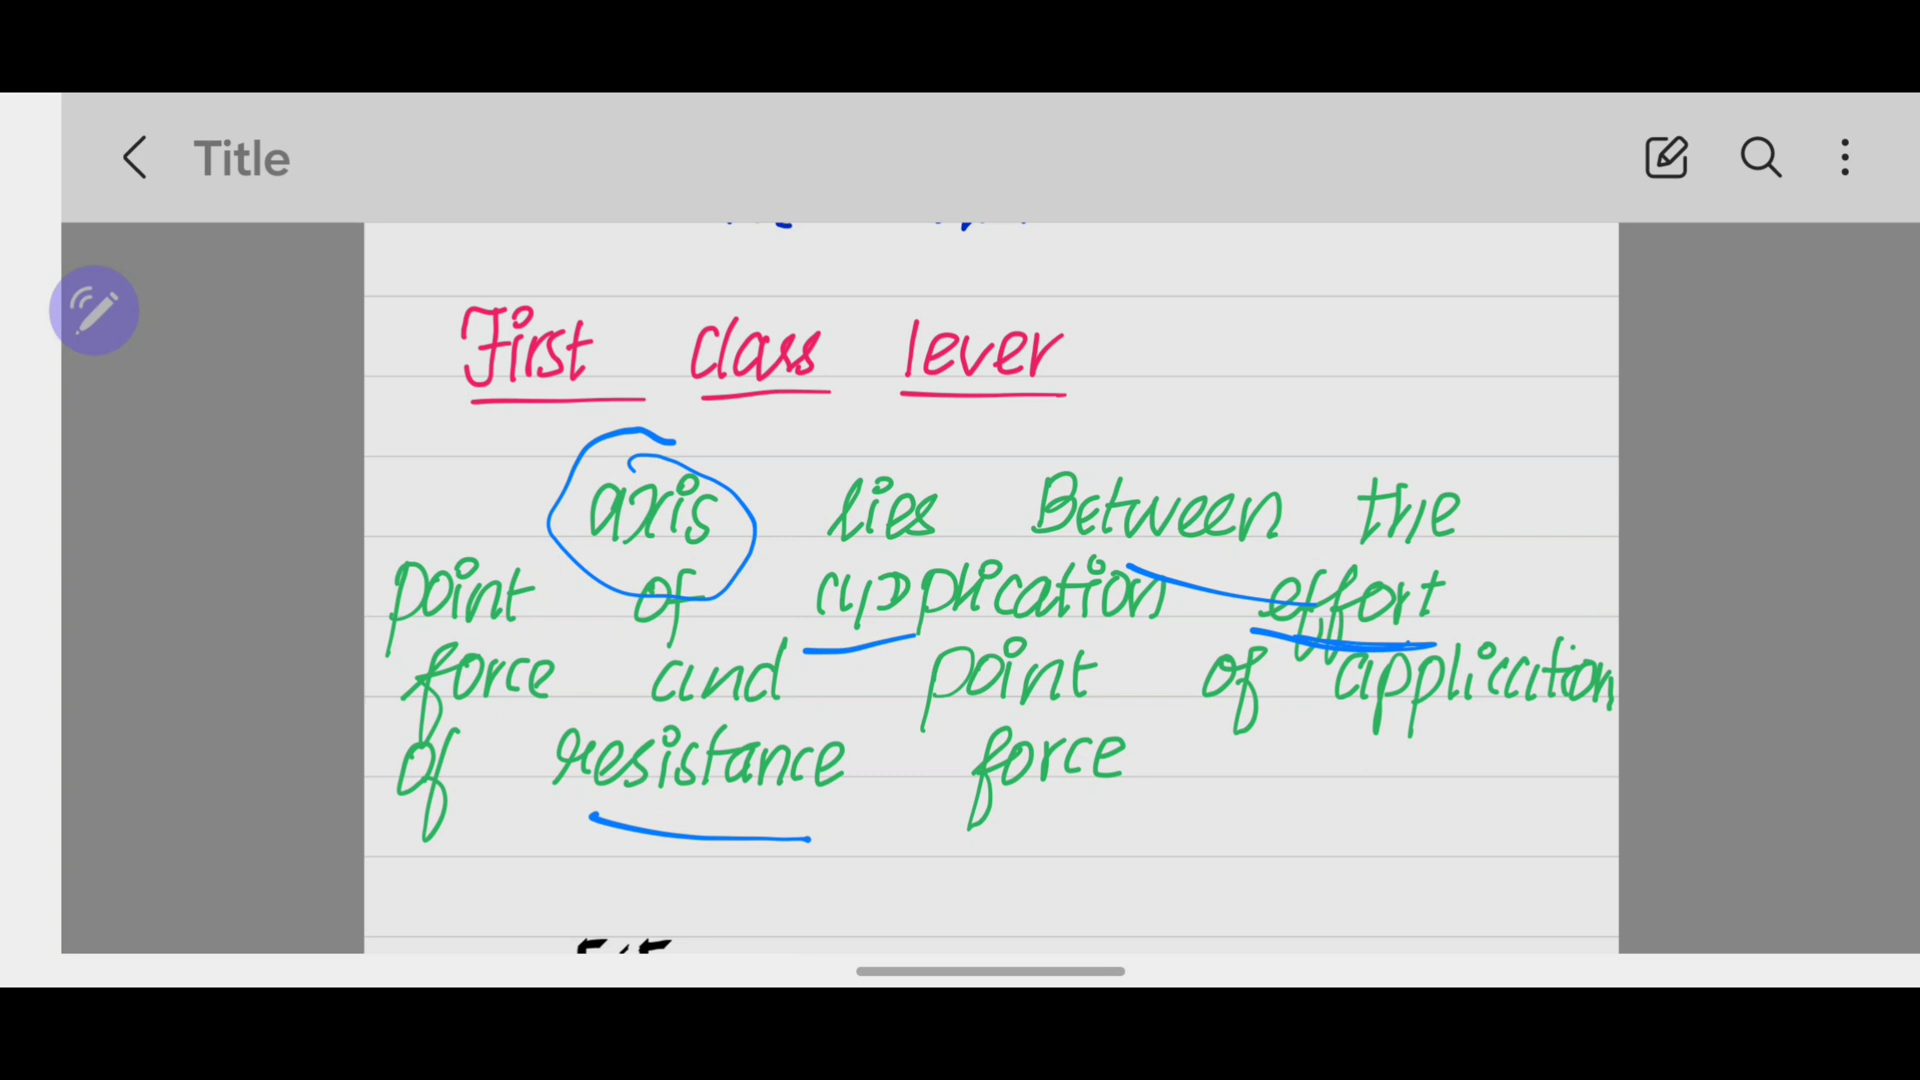 Title
First class lever
axis lies Between the
point of application effort
force and point of application
of resistance force